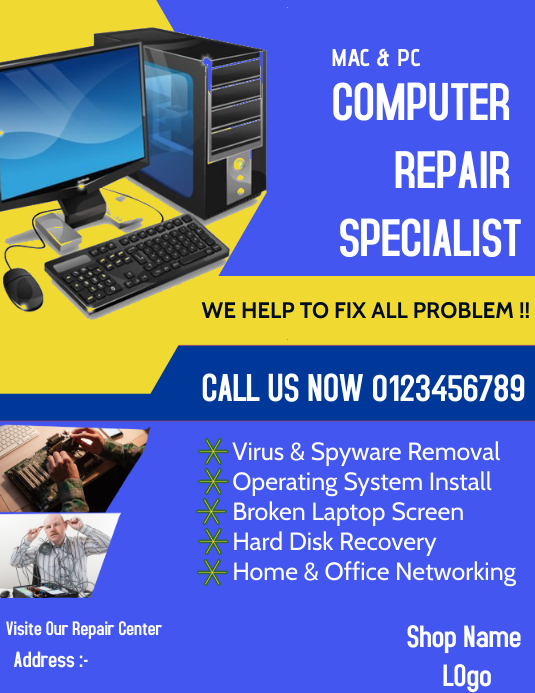 MAC & PC
COMPUTER
REPAIR
SPECIALIST
WE HELP TO FIX ALL PROBLEM !!
CALL US NOW 0123456789
Virus & Spyware Removal
Operating System Install
Broken Laptop Screen
Hard Disk Recovery
Home & Office Networking
Visite Our Repair Center
Address :-
Shop Name
LOgo